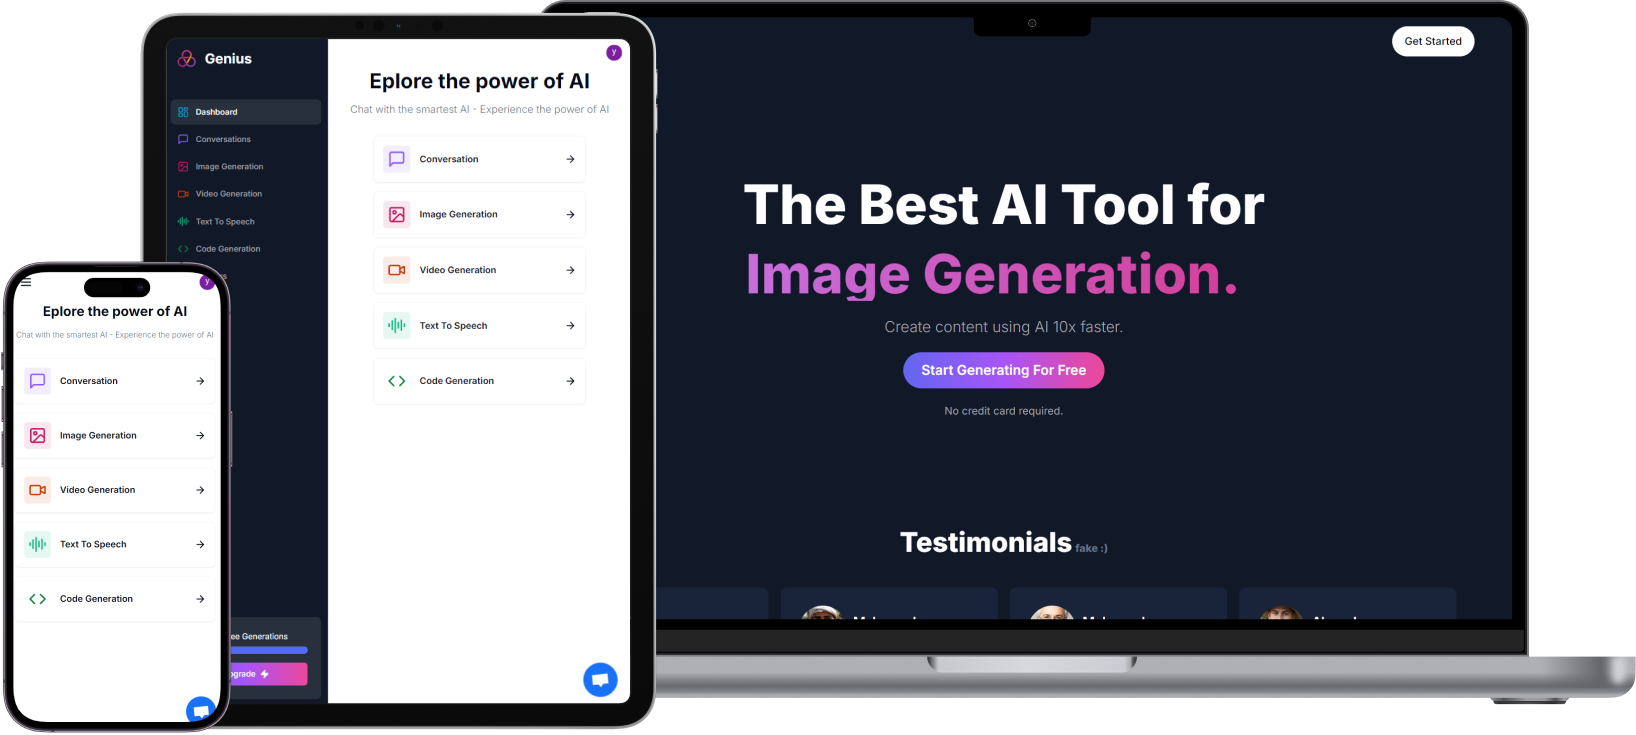 Genius
Dashboard
Conversations
Image Generation
Video Generation
Text To Speech
Code Generation
ee Generations
pgrade
y
Eplore the power of AI
Chat with the smartest AI - Experience the power of AI
Conversation
Image Generation
Video Generation
Text To Speech
Code Generation
y
Eplore the power of AI
Chat with the smartest AI - Experience the power of AI
Conversation
Image Generation
Video Generation
Text To Speech
Code Generation
Get Started
The Best AI Tool for
Image Generation.
Create content using AI 10x faster.
Start Generating For Free
No credit card required.
Testimonials fake :)